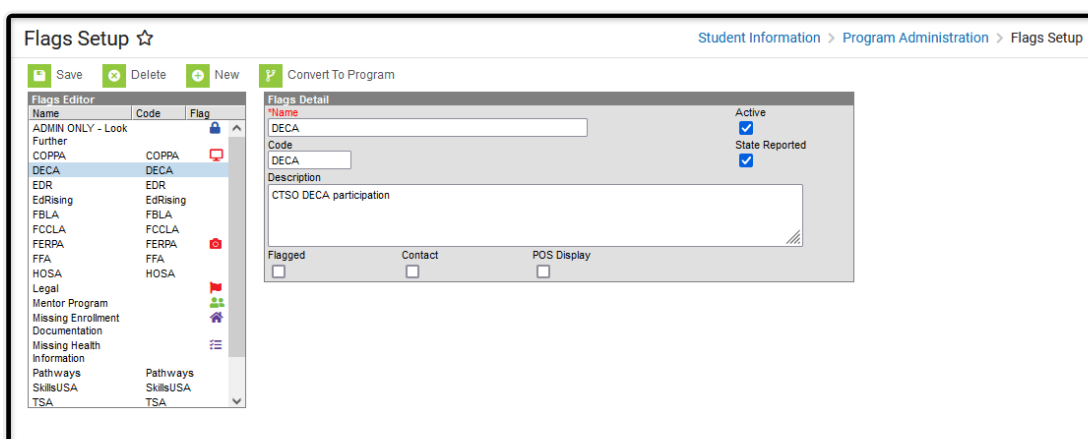 Flags Setup
Student Information > Program Administration > Flags Setup
Save Delete New Convert To Program
Flags Editor
Name Code Flag
ADMIN ONLY - Look
Further
COPPA COPPA
DECA DECA
EDR EDR
EdRising EdRising
FBLA FBLA
FCCLA FCCLA
FERPA FERPA
FFA FFA
HOSA HOSA
Legal
Mentor Program
Missing Enrollment
Documentation
Missing Health
Information
Pathways Pathways
SkillsUSA SkillsUSA
TSA TSA
Flags Detail
*Name Active
DECA
Code State Reported
DECA
Description
CTSO DECA participation
Flagged Contact POS Display